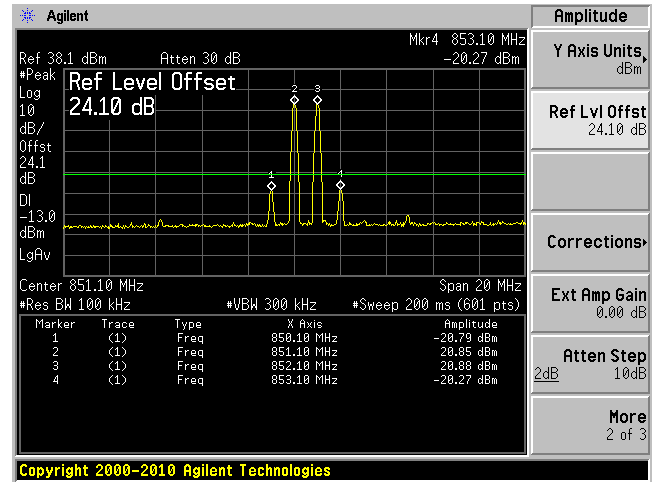 Agilent
Amplitude
Mkr4 853.10 MHz
Ref 38.1 dBm Atten 30 dB -20.27 dBm
#Peak
Log
10
dB/
Offst
24.1
dB
DI
-13.0
dBm
LgAv
Ref Level Offset
24.10 dB
1
2
3
4
Center 851.10 MHz Span 20 MHz
#Res BW 100 kHz #VBW 300 kHz #Sweep 200 ms (601 pts)
Marker Trace Type X Axis Amplitude
1 (1) Freq 850.10 MHz -20.79 dBm
2 (1) Freq 851.10 MHz 20.85 dBm
3 (1) Freq 852.10 MHz 20.88 dBm
4 (1) Freq 853.10 MHz -20.27 dBm
Y Axis Units
dBm
Ref Lvl Offst
24.10 dB
Corrections
Ext Amp Gain
0.00 dB
Atten Step
2dB 10dB
More
2 of 3
Copyright 2000-2010 Agilent Technologies